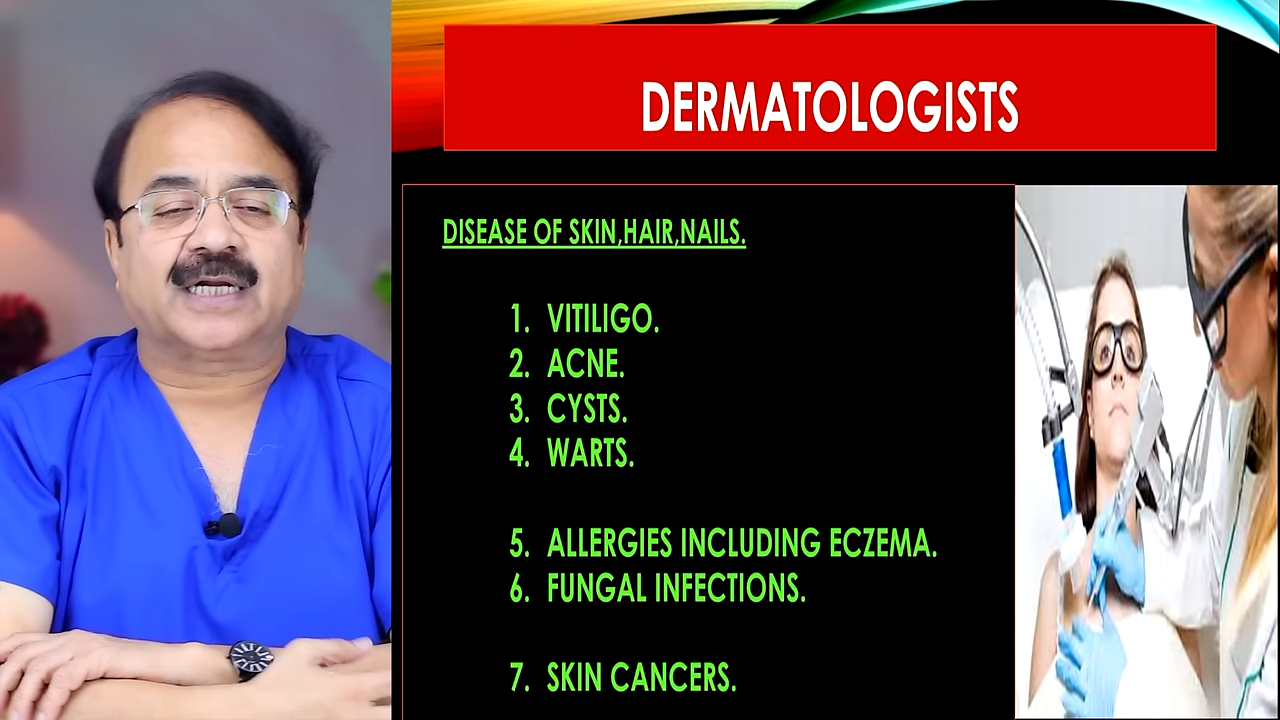 DERMATOLOGISTS
DISEASE OF SKIN,HAIR,NAILS.
1. VITILIGO.
2. ACNE.
3. CYSTS.
4. WARTS.
5. ALLERGIES INCLUDING ECZEMA.
6. FUNGAL INFECTIONS.
7. SKIN CANCERS.